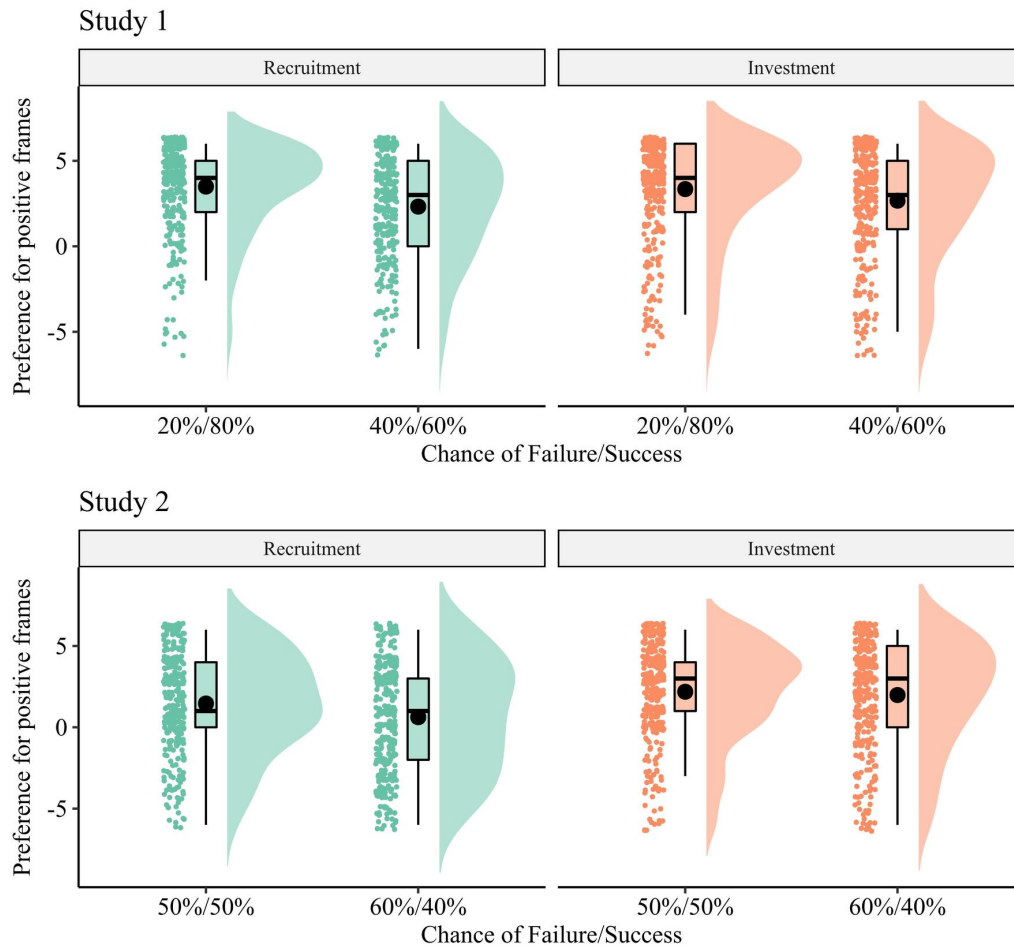 Study 1
Recruitment Investment
Preference for positive frames
5
0
-5
20%/80% 40%/60% 20%/80% 40%/60%
Chance of Failure/Success
Study 2
Recruitment Investment
Preference for positive frames
5
0
-5
50%/50% 60%/40% 50%/50% 60%/40%
Chance of Failure/Success